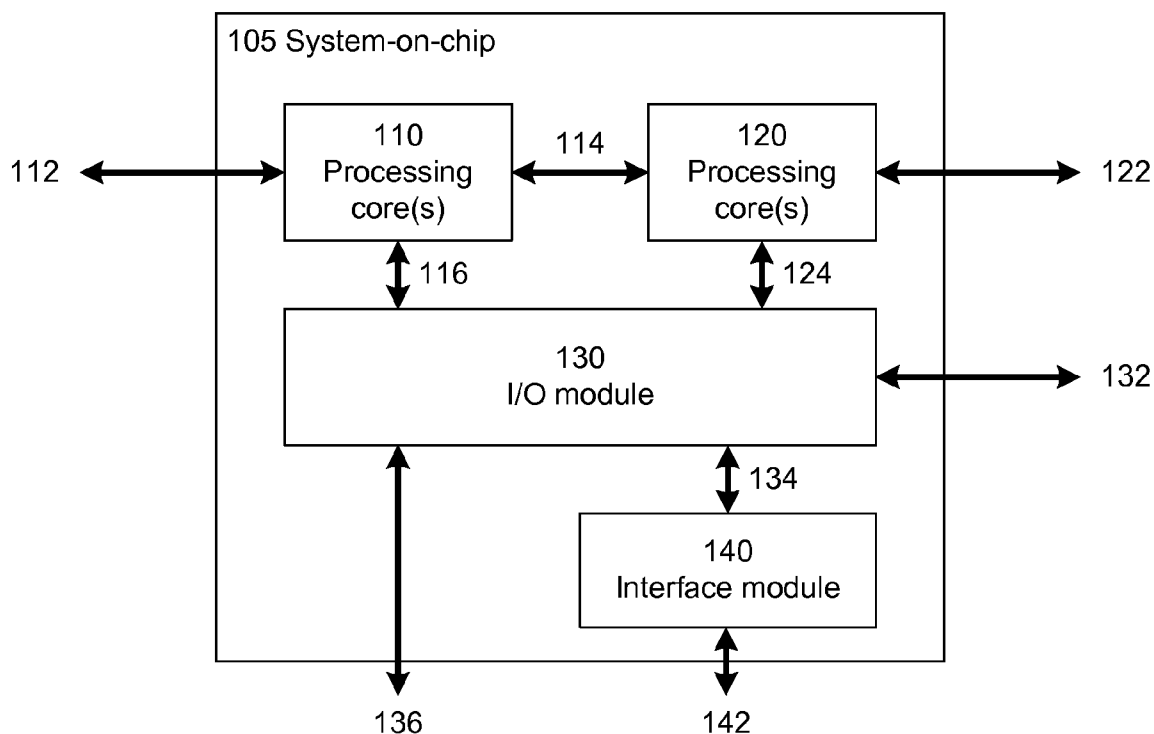 105 System-on-chip
110
Processing
core(s)
114
120
Processing
core(s)
112
122
116
124
130
I/O module
132
134
140
Interface module
136
142